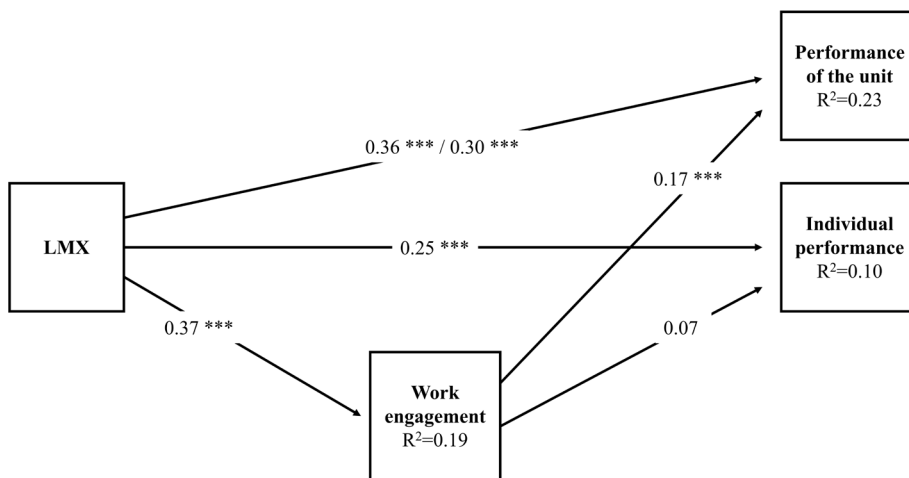 Performance
of the unit
R²=0.23
0.36 *** / 0.30 ***
0.17 ***
LMX
0.25 ***
Individual
performance
R²=0.10
0.37 ***
0.07
Work
engagement
R²=0.19